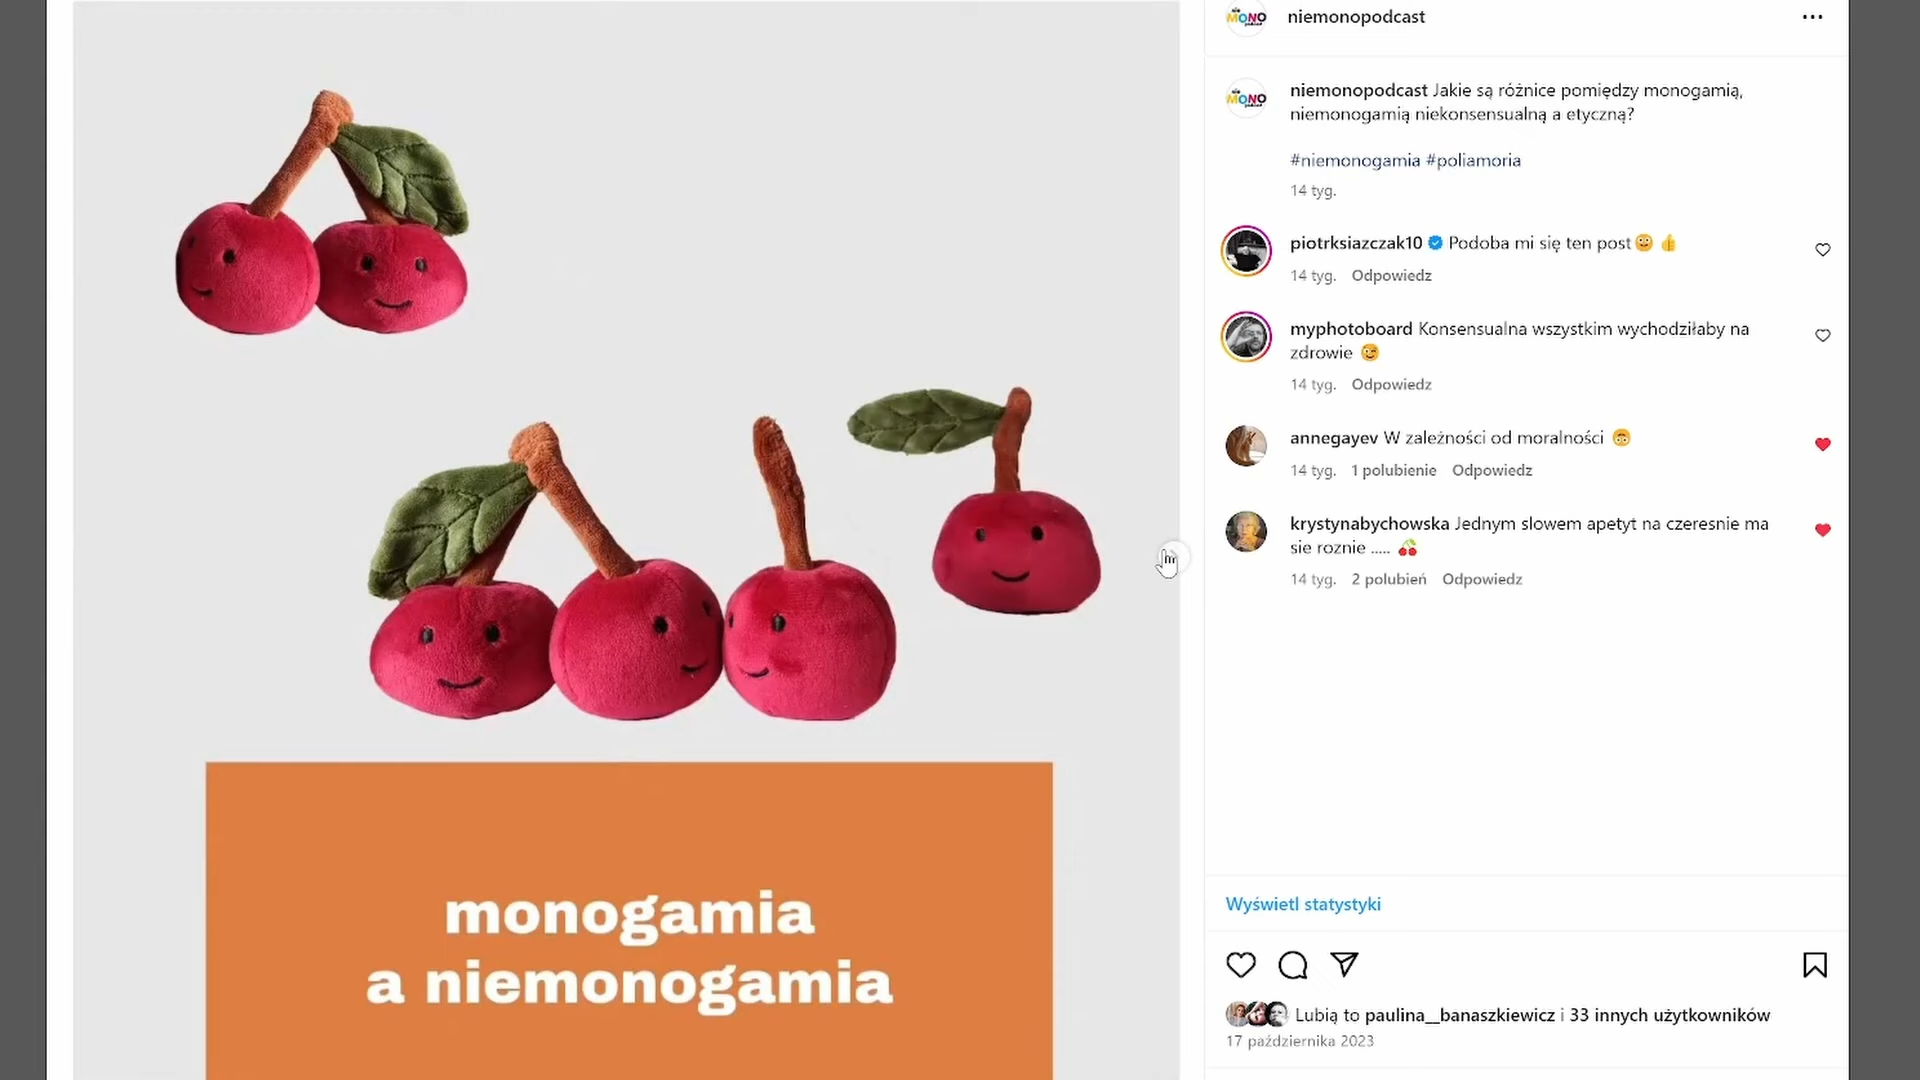 nie
MONO
podcast
niemonopodcast
niemonopodcast Jakie są różnice pomiędzy monogamią,
niemonogamią niekonsensualną a etyczną?
#niemonogamia #poliamoria
14 tyg.
piotrksiazczak10 Podoba mi się ten post
14 tyg. Odpowiedz
myphotoboard Konsensualna wszystkim wychodziłaby na
zdrowie
14 tyg. Odpowiedz
annegayev W zależności od moralności
14 tyg. 1 polubienie Odpowiedz
krystynabychowska Jednym slowem apetyt na czeresnie ma
sie roznie .....
14 tyg. 2 polubień Odpowiedz
monogamia
a niemonogamia
Wyświetl statystyki
Lubią to paulina__banaszkiewicz i 33 innych użytkowników
17 października 2023